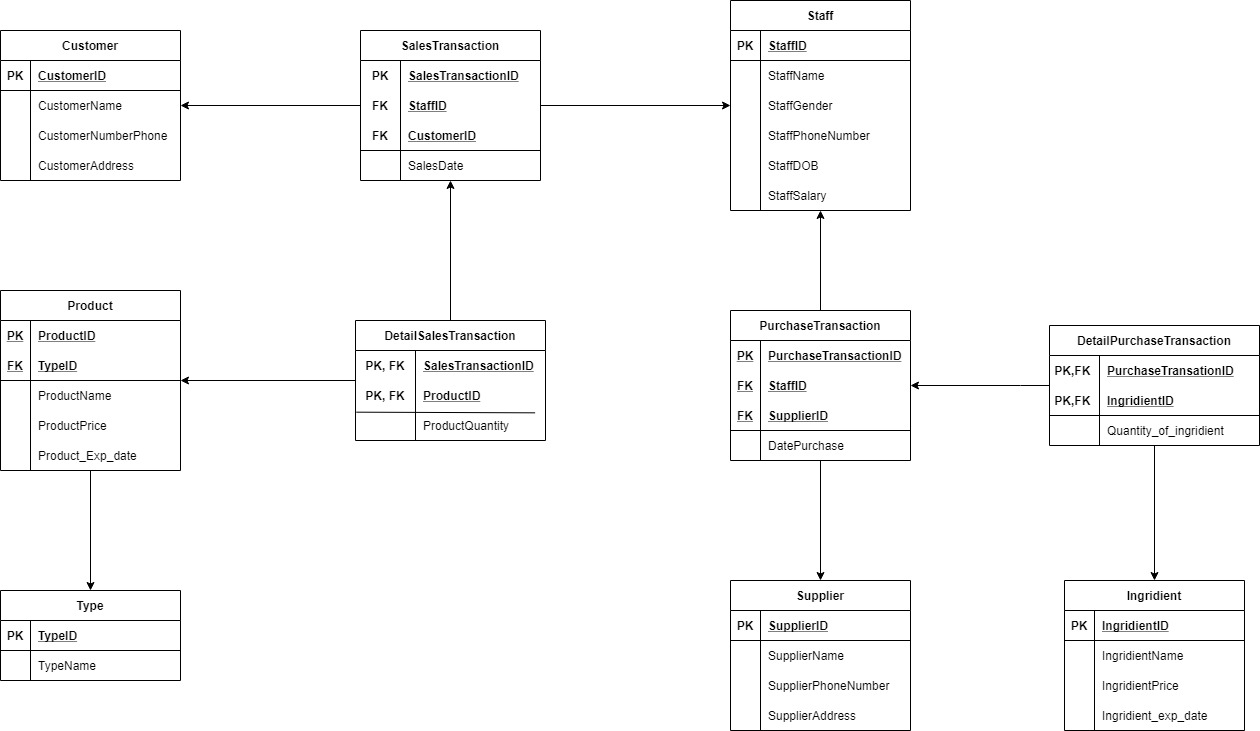 Customer
PK CustomerID
CustomerName
CustomerNumberPhone
CustomerAddress
SalesTransaction
PK SalesTransactionID
FK StaffID
FK CustomerID
SalesDate
Staff
PK StaffID
StaffName
StaffGender
StaffPhoneNumber
StaffDOB
StaffSalary
Product
PK ProductID
FK TypeID
ProductName
ProductPrice
Product_Exp_date
DetailSalesTransaction
PK, FK SalesTransactionID
PK, FK ProductID
ProductQuantity
PurchaseTransaction
PK PurchaseTransactionID
FK StaffID
FK SupplierID
DatePurchase
DetailPurchaseTransaction
PK,FK PurchaseTransationID
PK,FK IngridientID
Quantity_of_ingridient
Type
PK TypeID
TypeName
Supplier
PK SupplierID
SupplierName
SupplierPhoneNumber
SupplierAddress
Ingridient
PK IngridientID
IngridientName
IngridientPrice
Ingridient_exp_date